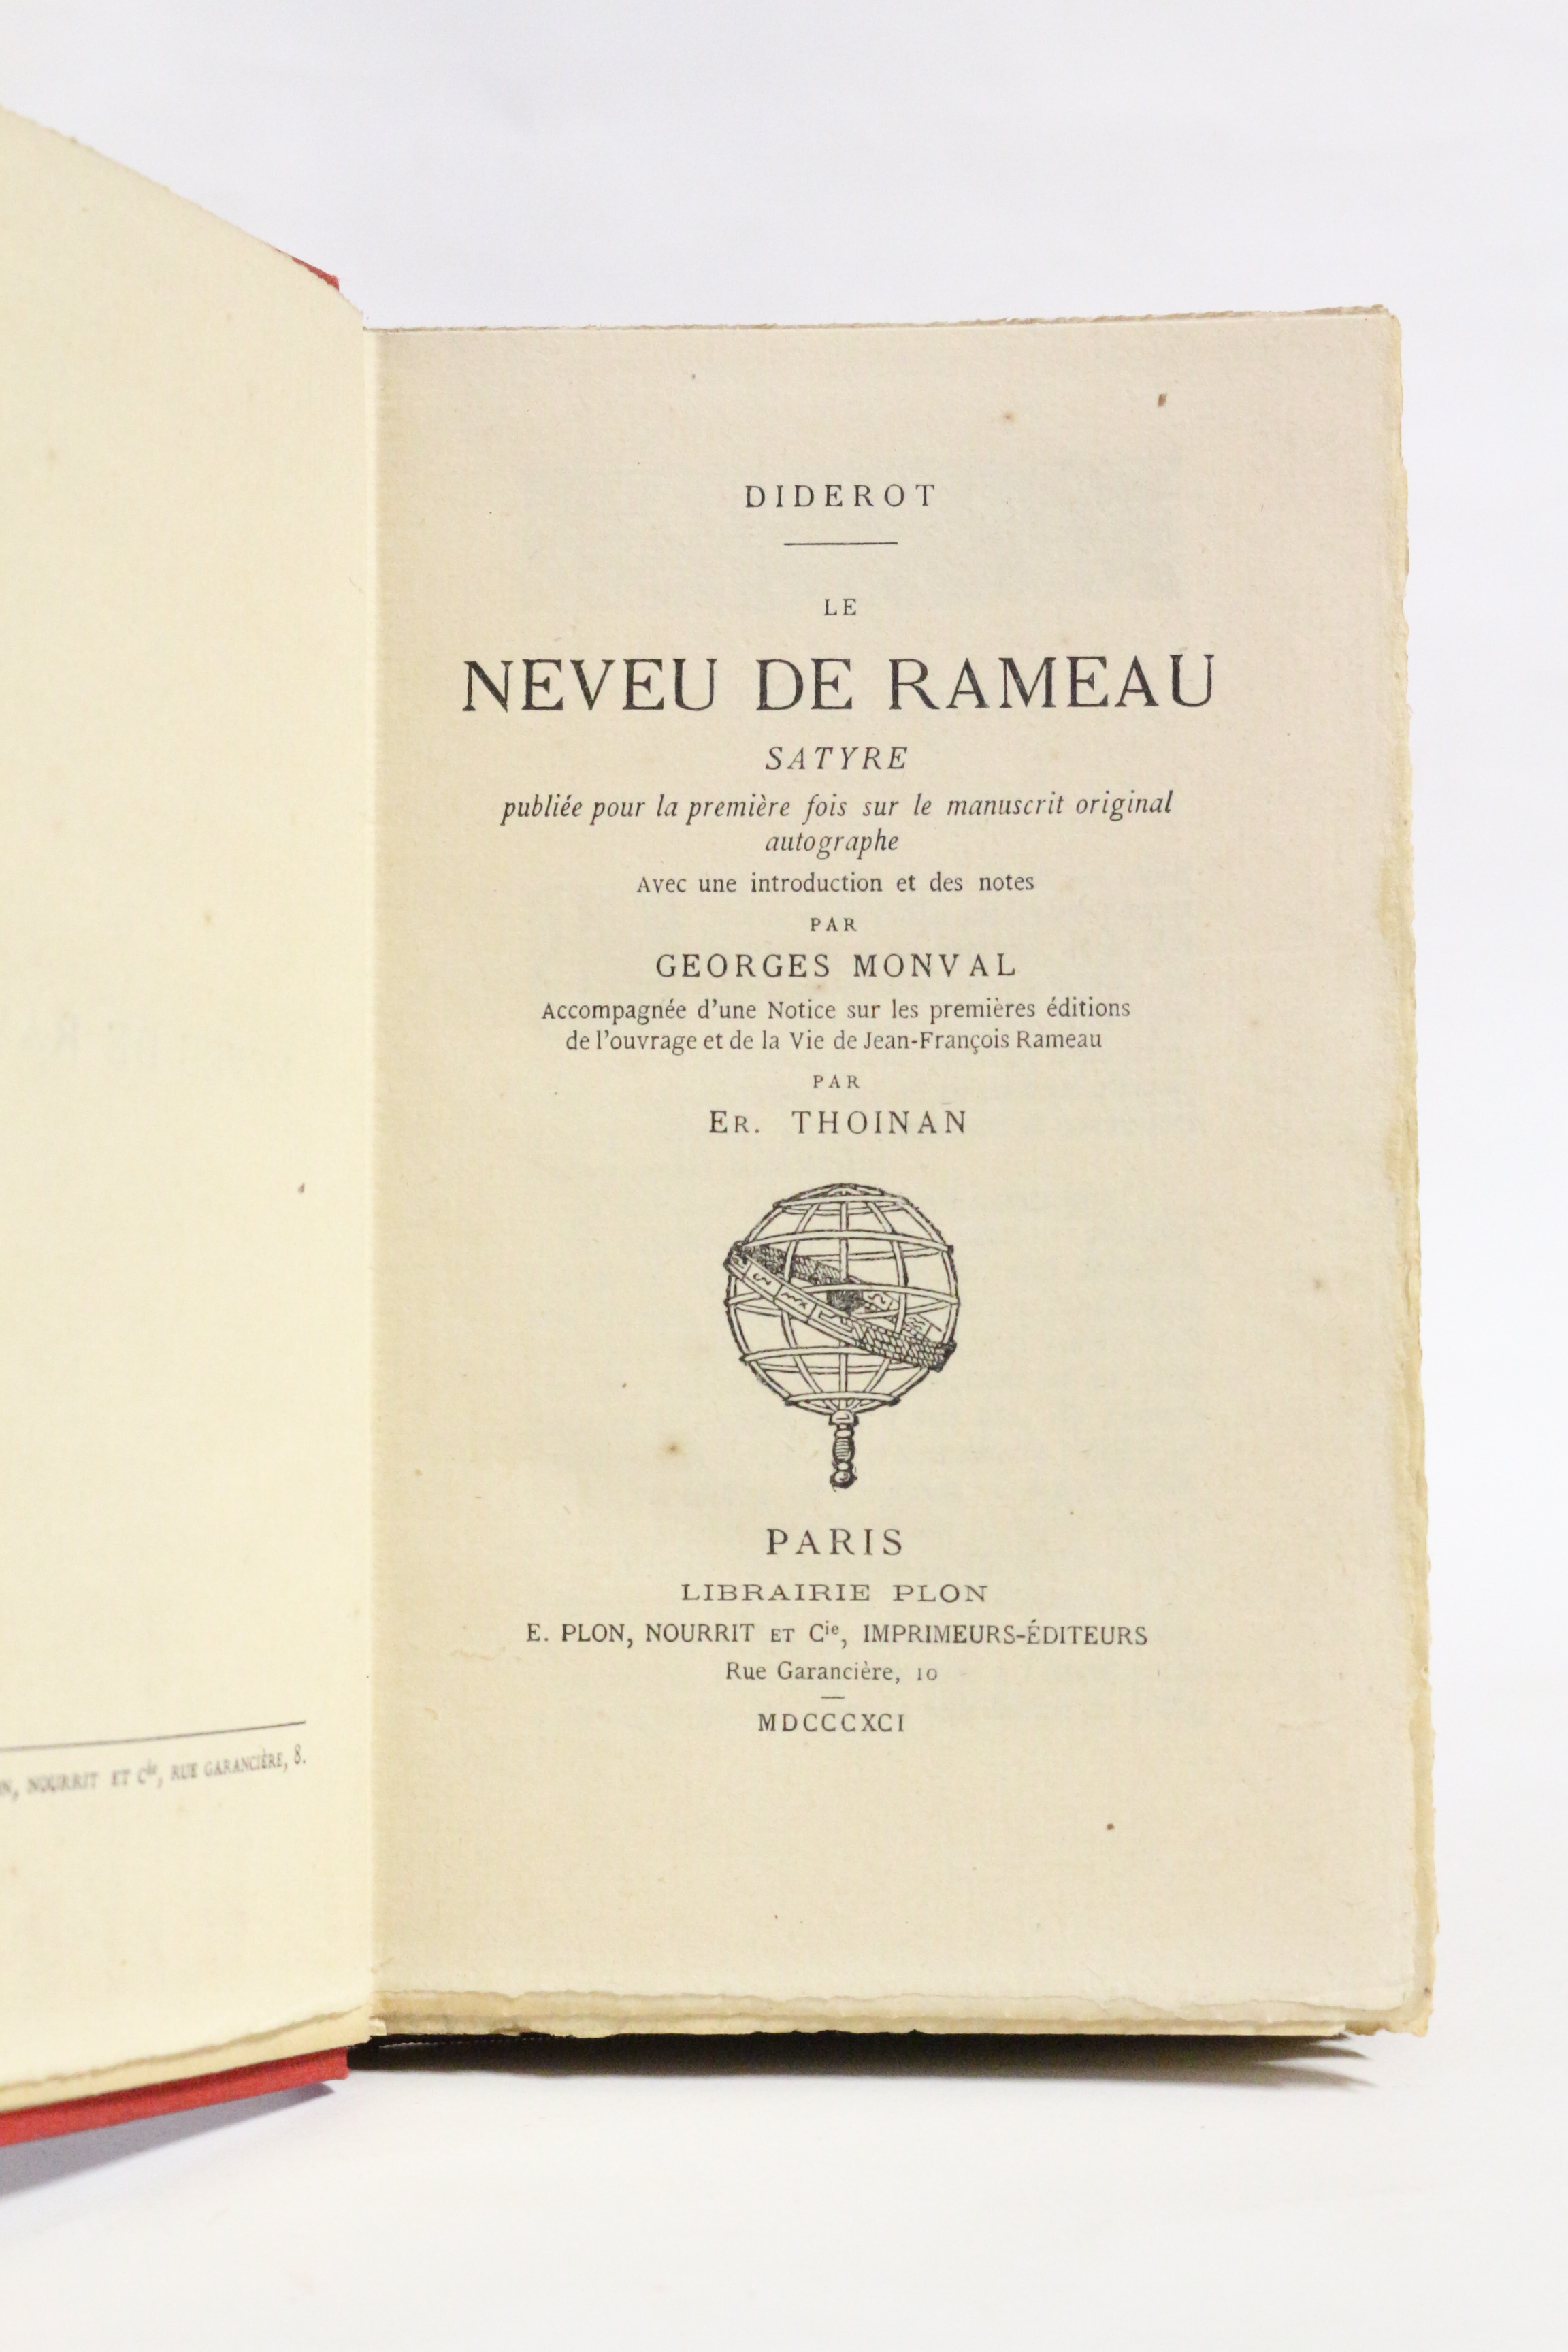 NOURRIT ET Cie, RUE GARANCIÈRE, 8.
DIDEROT
LE
NEVEU DE RAMEAU
SATYRE
publiée pour la première fois sur le manuscrit original
autographe
Avec une introduction et des notes
PAR
GEORGES MONVAL
Accompagnée d'une Notice sur les premières éditions
de l'ouvrage et de la Vie de Jean-François Rameau
PAR
ER. THOINAN
PARIS
LIBRAIRIE PLON
E. PLON, NOURRIT ET Cie, IMPRIMEURS-ÉDITEURS
Rue Garancière, 10
MDCCCXCI